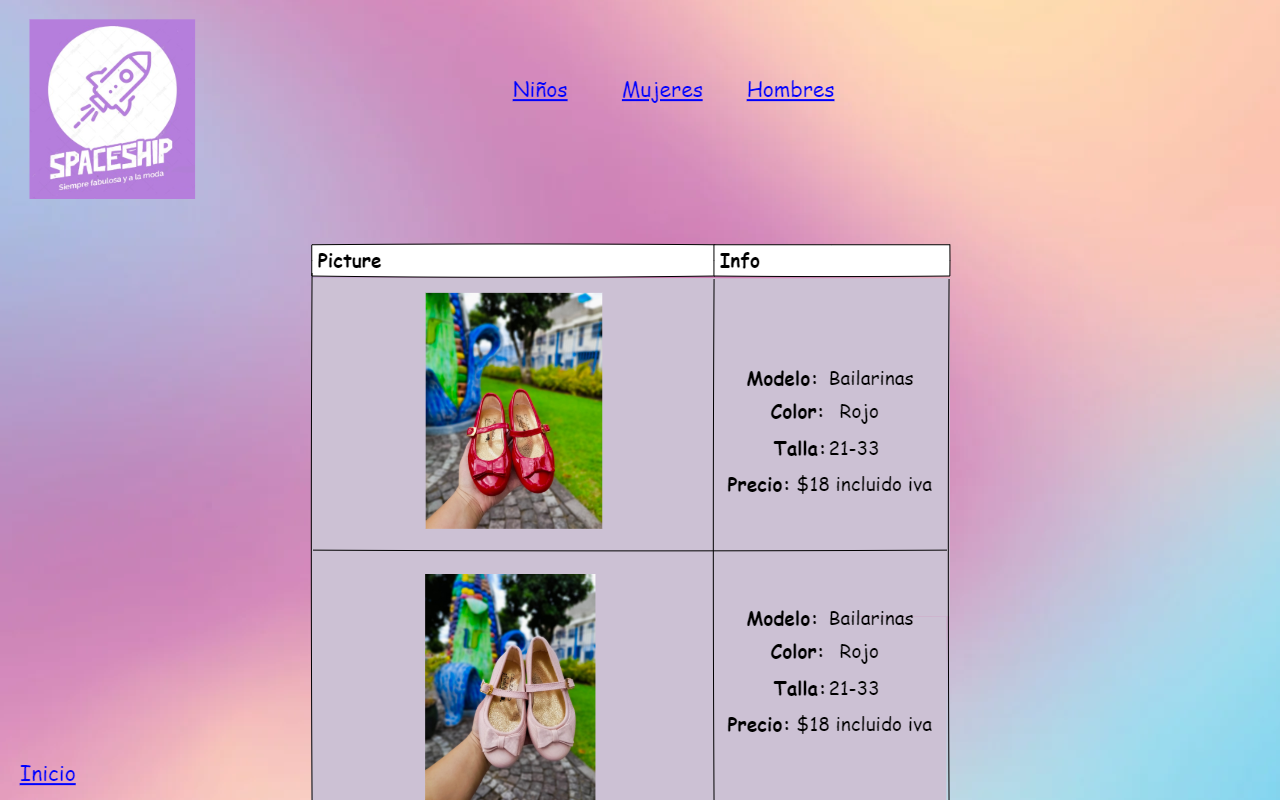 Niños Mujeres Hombres
SPACESHIP
Siempre fabulosa y a la moda
Picture Info
Modelo: Bailarinas
Color: Rojo
Talla: 21-33
Precio: $18 incluido iva
Modelo: Bailarinas
Color: Rojo
Talla: 21-33
Precio: $18 incluido iva
Inicio